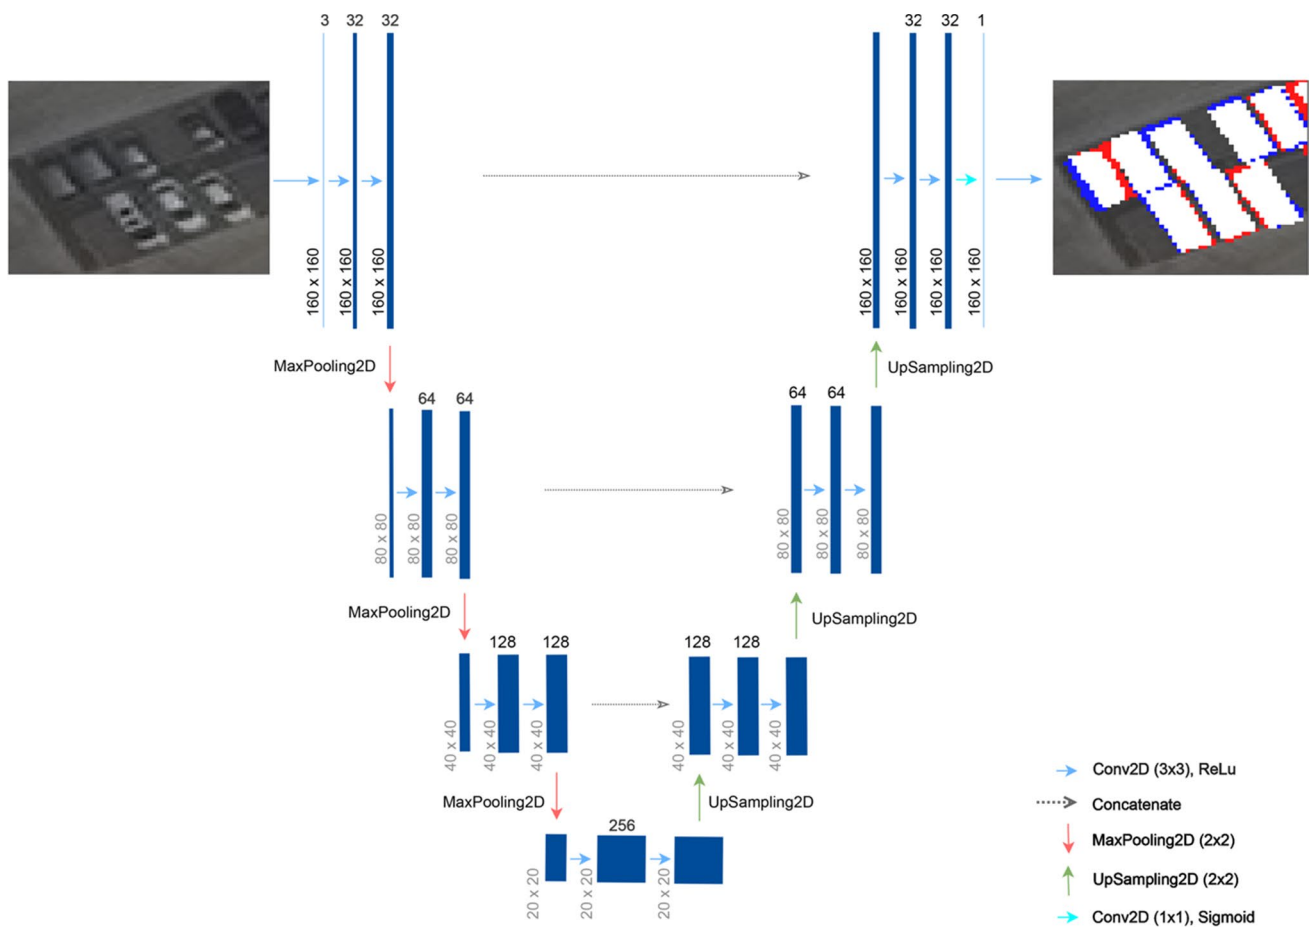 3 32 32
32 32 1
160 x 160
160 x 160
160 x 160
160 x 160
160 x 160
160 x 160
160 x 160
MaxPooling2D
UpSampling2D
64 64
64 64
80 x 80
80 x 80
80 x 80
80 x 80
80 x 80
80 x 80
MaxPooling2D
UpSampling2D
128 128
128 128
40 x 40
40 x 40
40 x 40
40 x 40
40 x 40
40 x 40
MaxPooling2D
UpSampling2D
256
20 x 20
20 x 20
20 x 20
Conv2D (3x3), ReLu
Concatenate
MaxPooling2D (2x2)
UpSampling2D (2x2)
Conv2D (1x1), Sigmoid